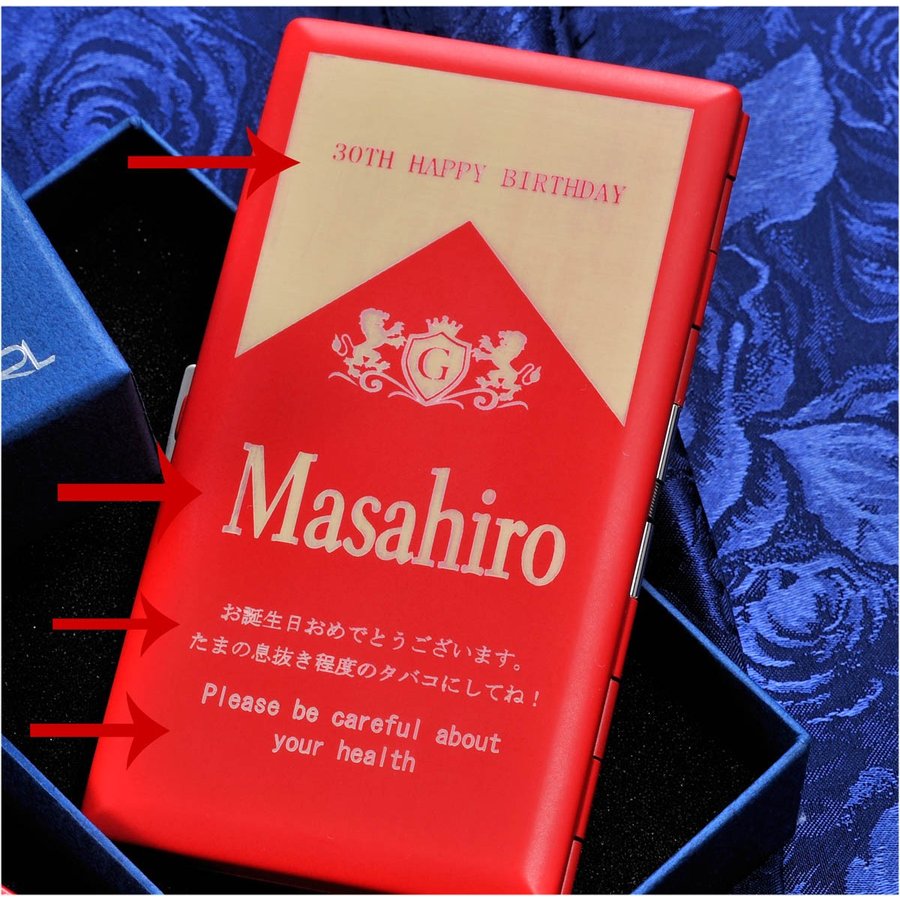 30TH HAPPY BIRTHDAY
G
Masahiro
お誕生日おめでとうございます。
たまの息抜き程度のタバコにしてね！
Please be careful about
your health